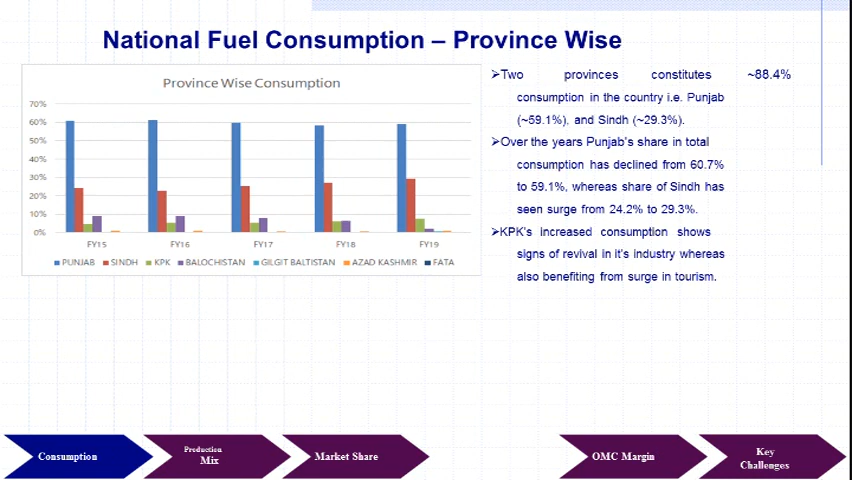 National Fuel Consumption – Province Wise
Province Wise Consumption
70%
60%
50%
40%
30%
20%
10%
0%
FY15 FY16 FY17 FY18 FY19
PUNJAB SINDH KPK BALOCHISTAN GILGIT BALTISTAN AZAD KASHMIR FATA
➢Two provinces constitutes ~88.4%
consumption in the country i.e. Punjab
(~59.1%), and Sindh (~29.3%).
➢Over the years Punjab's share in total
consumption has declined from 60.7%
to 59.1%, whereas share of Sindh has
seen surge from 24.2% to 29.3%.
➢KPK's increased consumption shows
signs of revival in it's industry whereas
also benefiting from surge in tourism.
Consumption
Production
Mix
Market Share
OMC Margin
Key
Challenges